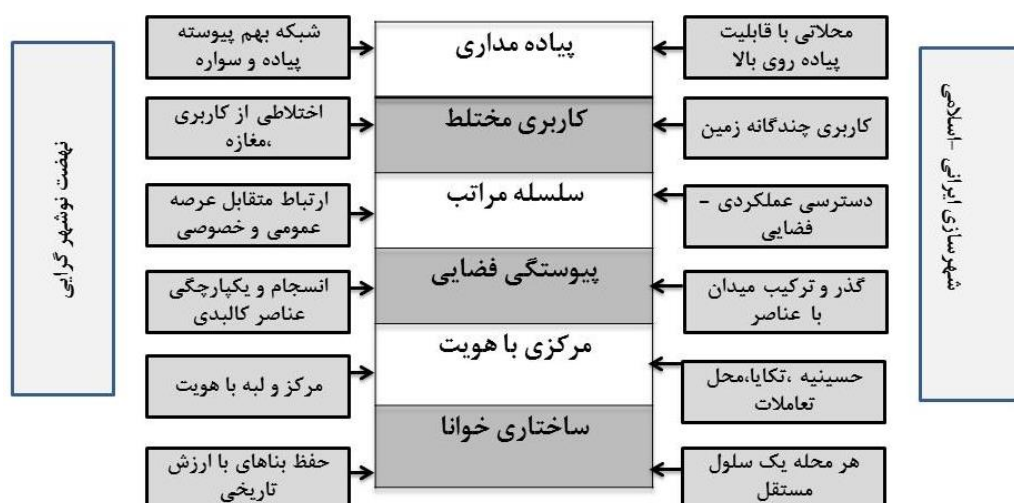 شهرسازی ایرانی -اسلامی
محلاتی با قابلیت
پیاده روی بالا
کاربری چندگانه زمین
دسترسی عملکردی -
فضایی
گذر و ترکیب میدان
با عناصر
حسینیه ،تکایا،محل
تعاملات
هر محله یک سلول
مستقل
پیاده مداری
کاربری مختلط
سلسله مراتب
پیوستگی فضایی
مرکزی با هویت
ساختاری خوانا
شبکه بهم پیوسته
پیاده و سواره
اختلاطی از کاربری
،مغازه
ارتباط متقابل عرصه
عمومی و خصوصی
انسجام و یکپارچگی
عناصر کالبدی
مرکز و لبه با هویت
حفظ بناهای با ارزش
تاریخی
نهضت نوشهر گرایی